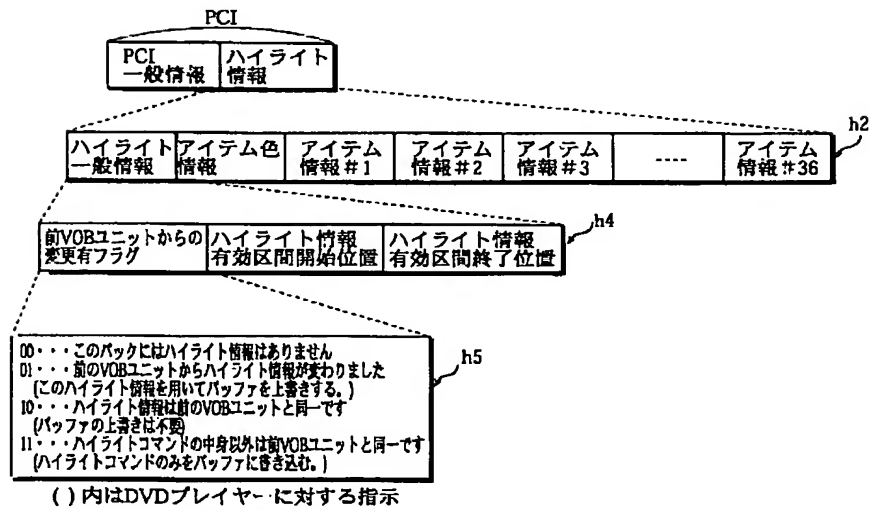 PCI
PCI
一般情報
ハイライト
情報
h2
ハイライト
一般情報
アイテム色
情報
アイテム
情報#1
アイテム
情報#2
アイテム
情報#3
----
アイテム
情報#36
h4
前VOBユニットからの
変更有フラグ
ハイライト情報
有効区間開始位置
ハイライト情報
有効区間終了位置
h5
00・・・このパックにはハイライト情報はありません
01・・・前のVOBユニットからハイライト情報が変わりました
(このハイライト情報を用いてバッファを上書きする。)
10・・・ハイライト情報は前のVOBユニットと同一です
(バッファの上書きは不要)
11・・・ハイライトコマンドの中身以外は前VOBユニットと同一です
(ハイライトコマンドのみをバッファに書き込む。)
( )内はDVDプレイヤーに対する指示